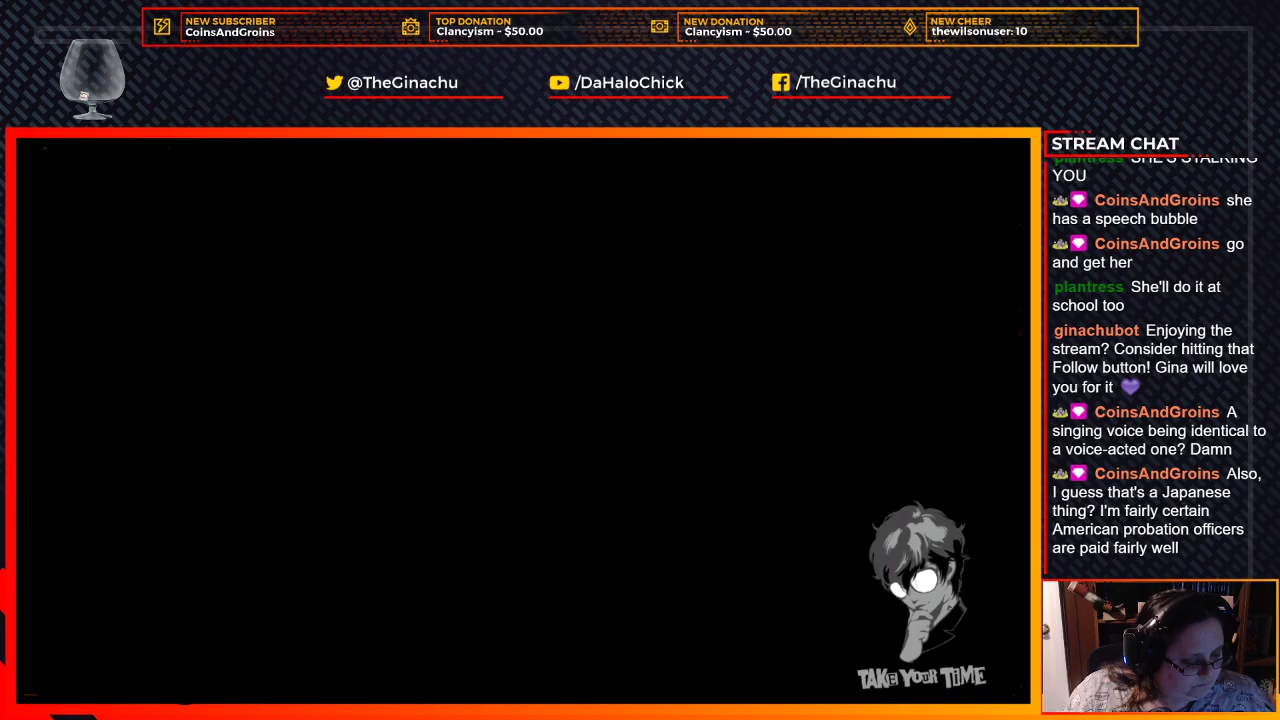 NEW SUBSCRIBER
CoinsAndGroins
TOP DONATION
Clancyism ~ $50.00
NEW DONATION
Clancyism ~ $50.00
NEW CHEER
thewilsonuser: 10
@TheGinachu
/DaHaloChick
/TheGinachu
STREAM CHAT
plantress SHE'S STALKING
YOU
CoinsAndGroins she
has a speech bubble
CoinsAndGroins go
and get her
plantress She'll do it at
school too
ginachubot Enjoying the
stream? Consider hitting that
Follow button! Gina will love
you for it
CoinsAndGroins A
singing voice being identical to
a voice-acted one? Damn
CoinsAndGroins Also,
I guess that's a Japanese
thing? I'm fairly certain
American probation officers
are paid fairly well
TAKE YOUR TIME